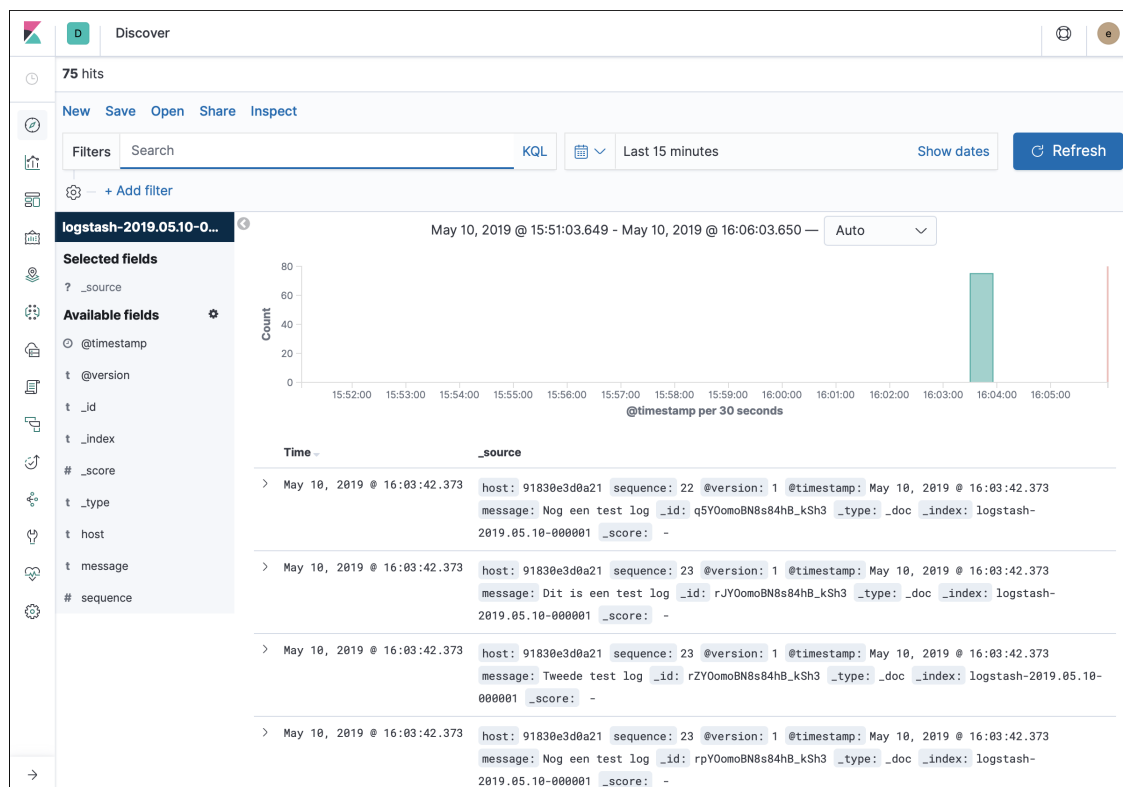 D Discover e
75 hits
New Save Open Share Inspect
Filters Search KQL Last 15 minutes Show dates Refresh
+ Add filter
logstash-2019.05.10-0...
Selected fields
? _source
Available fields
@timestamp
t @version
t _id
t _index
# _score
t _type
t host
t message
# sequence
May 10, 2019 @ 15:51:03.649 - May 10, 2019 @ 16:06:03.650 — Auto
Count
80
60
40
20
0
15:52:00 15:53:00 15:54:00 15:55:00 15:56:00 15:57:00 15:58:00 15:59:00 16:00:00 16:01:00 16:02:00 16:03:00 16:04:00 16:05:00
@timestamp per 30 seconds
Time _source
May 10, 2019 @ 16:03:42.373 host: 91830e3d0a21 sequence: 22 @version: 1 @timestamp: May 10, 2019 @ 16:03:42.373
message: Nog een test log _id: q5YOomoBN8s84hB_kSh3 _type: _doc _index: logstash-
2019.05.10-000001 _score: -
May 10, 2019 @ 16:03:42.373 host: 91830e3d0a21 sequence: 23 @version: 1 @timestamp: May 10, 2019 @ 16:03:42.373
message: Dit is een test log _id: rJYOomoBN8s84hB_kSh3 _type: _doc _index: logstash-
2019.05.10-000001 _score: -
May 10, 2019 @ 16:03:42.373 host: 91830e3d0a21 sequence: 23 @version: 1 @timestamp: May 10, 2019 @ 16:03:42.373
message: Tweede test log _id: rZYOomoBN8s84hB_kSh3 _type: _doc _index: logstash-2019.05.10-
000001 _score: -
May 10, 2019 @ 16:03:42.373 host: 91830e3d0a21 sequence: 23 @version: 1 @timestamp: May 10, 2019 @ 16:03:42.373
message: Nog een test log _id: rpYOomoBN8s84hB_kSh3 _type: _doc _index: logstash-
2019.05.10-000001 _score: -